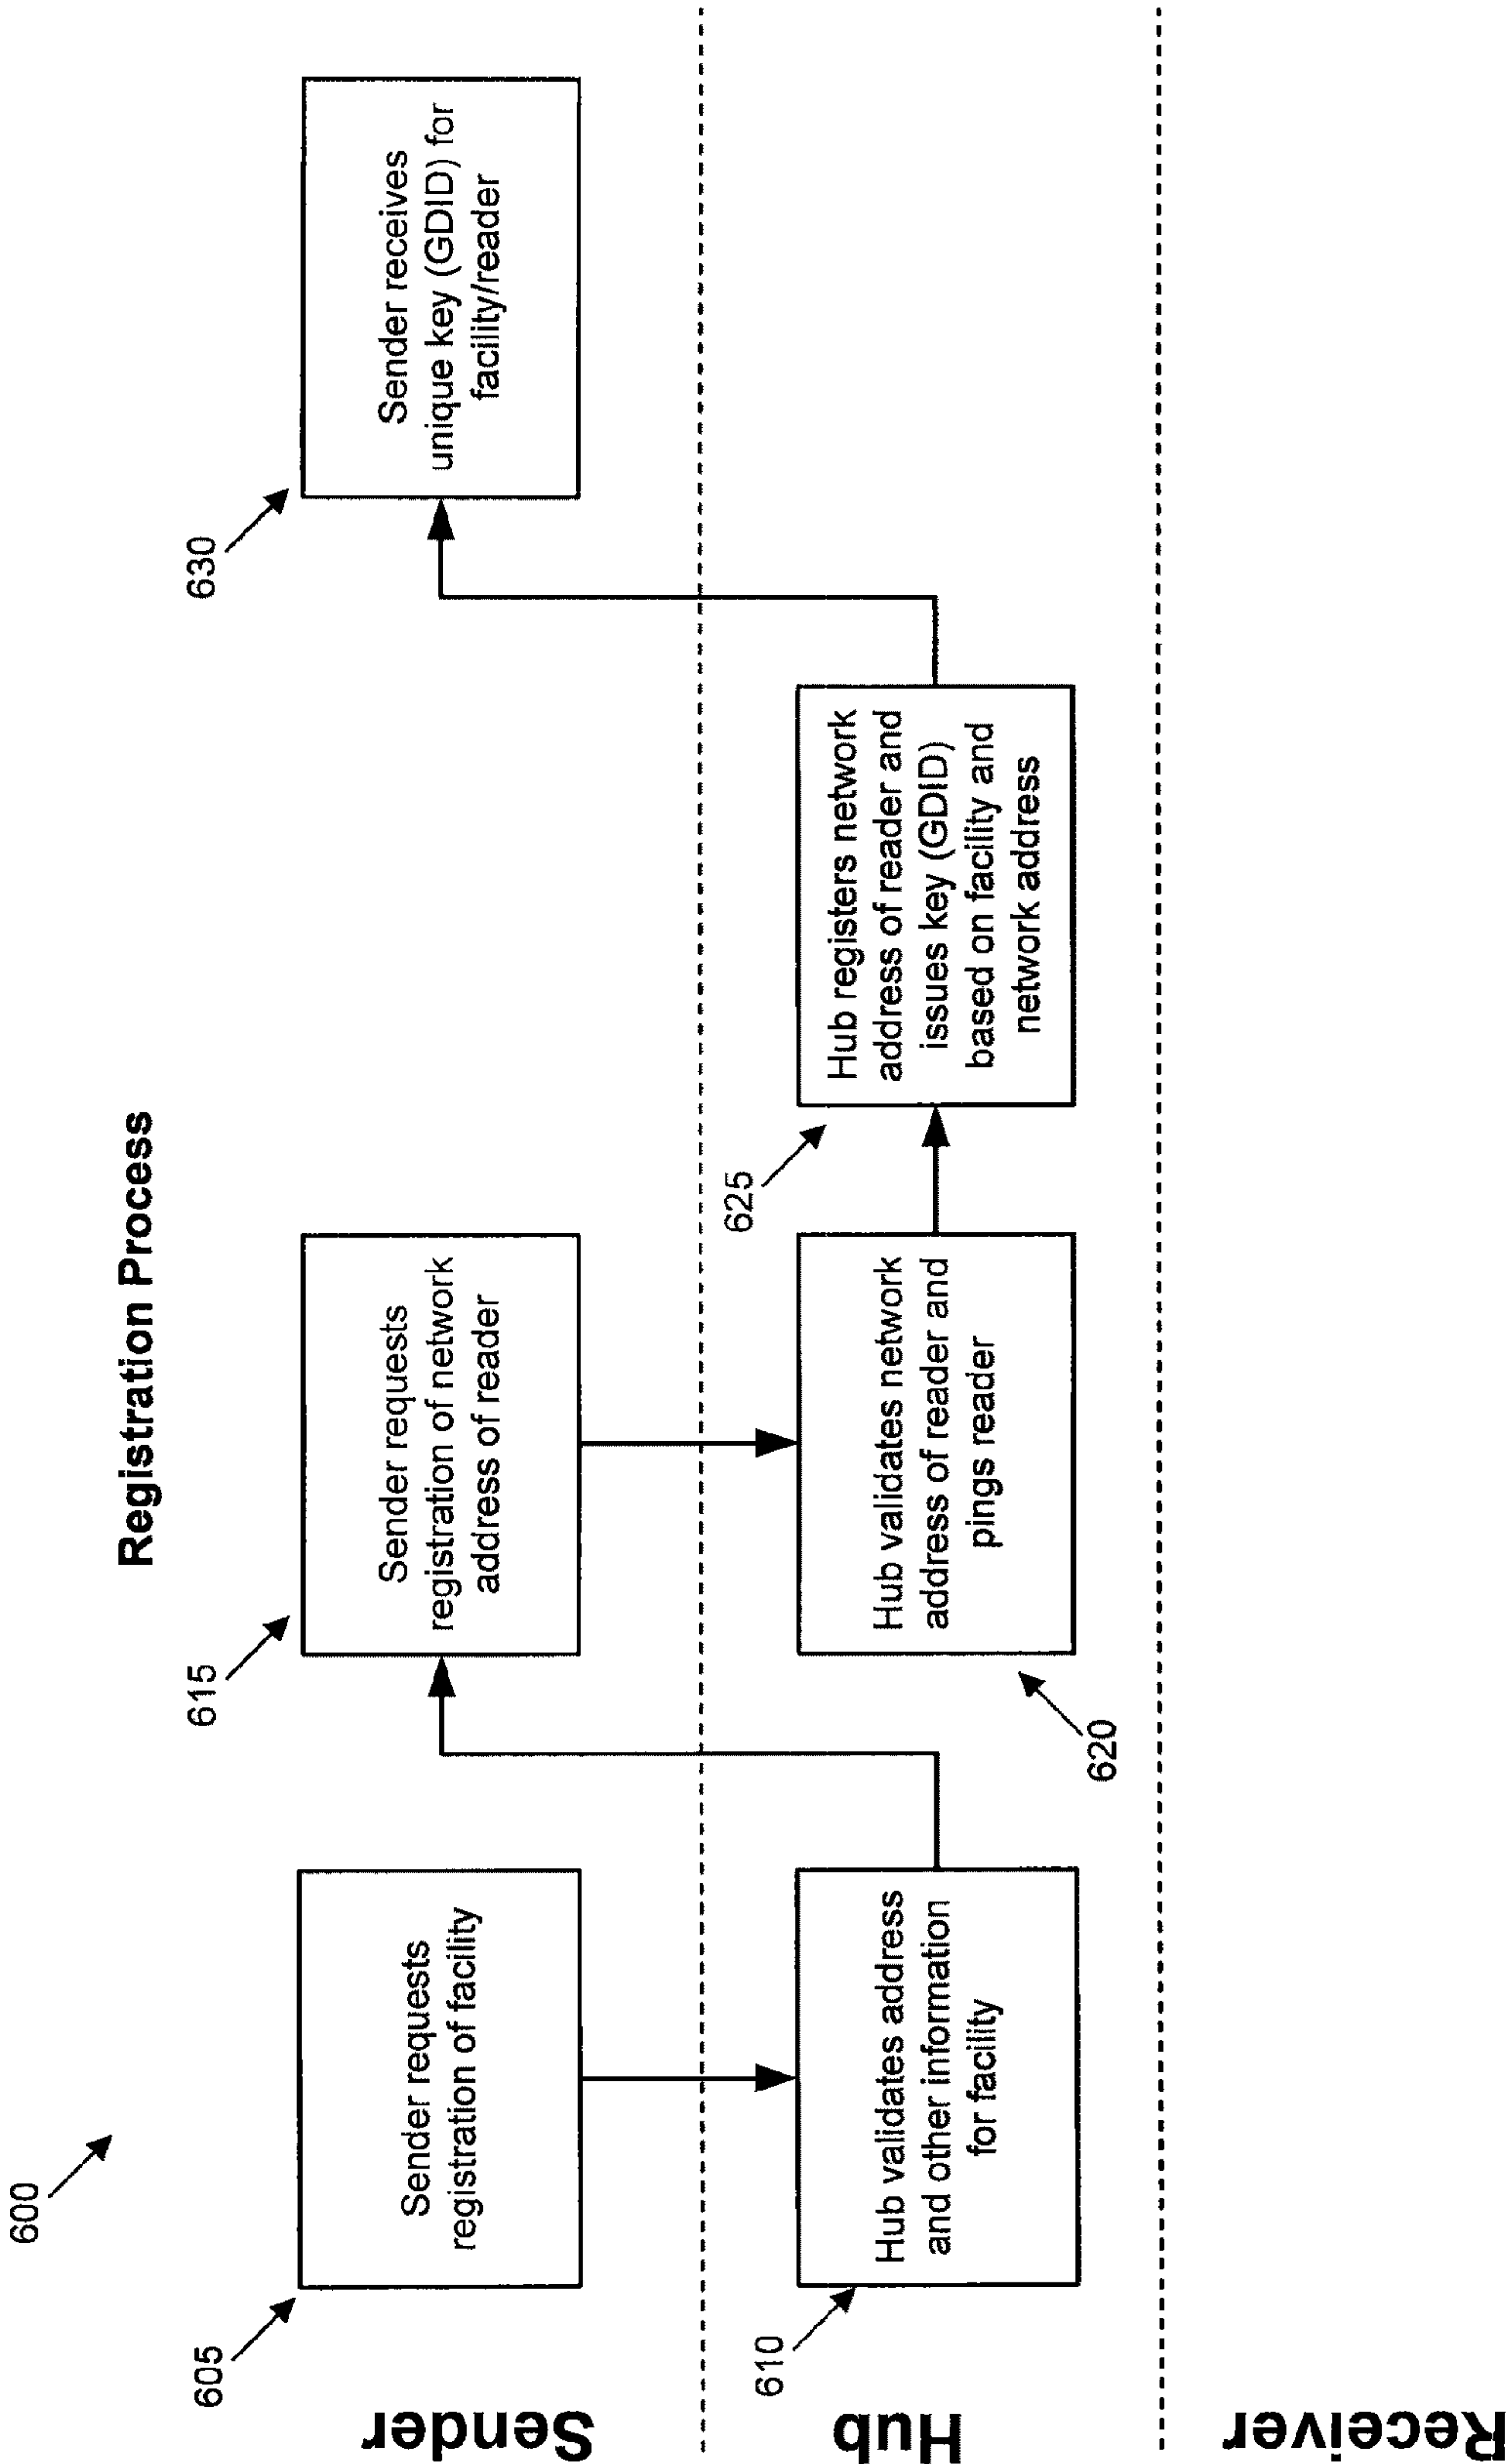 600
Registration Process
Sender
605
Sender requests
registration of facility
615
Sender requests
registration of network
address of reader
630
Sender receives
unique key (GDID) for
facility/reader
Hub
610
Hub validates address
and other information
for facility
620
Hub validates network
address of reader and
pings reader
625
Hub registers network
address of reader and
issues key (GDID)
based on facility and
network address
Receiver